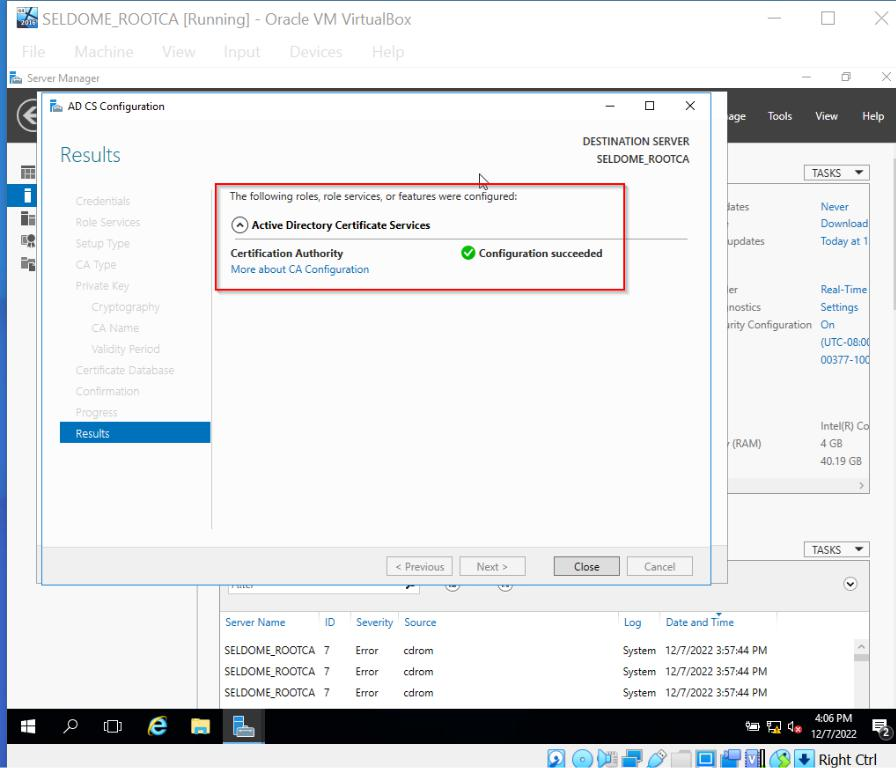 SELDOME_ROOTCA [Running] - Oracle VM VirtualBox
File Machine View Input Devices Help
Server Manager
AD CS Configuration
age Tools View Help
Results
DESTINATION SERVER
SELDOME_ROOTCA
TASKS
Credentials
Role Services
Setup Type
CA Type
Private Key
Cryptography
CA Name
Validity Period
Certificate Database
Confirmation
Progress
Results
The following roles, role services, or features were configured:
Active Directory Certificate Services
Certification Authority Configuration succeeded
More about CA Configuration
dates Never
Download
updates Today at 1
er Real-Time
nostics Settings
urity Configuration On
(UTC-08:00
00377-100
Intel(R) Co
(RAM) 4 GB
40.19 GB
< Previous Next > Close Cancel
TASKS
Server Name ID Severity Source Log Date and Time
SELDOME_ROOTCA 7 Error cdrom System 12/7/2022 3:57:44 PM
SELDOME_ROOTCA 7 Error cdrom System 12/7/2022 3:57:44 PM
SELDOME_ROOTCA 7 Error cdrom System 12/7/2022 3:57:44 PM
4:06 PM
12/7/2022
2
Right Ctrl